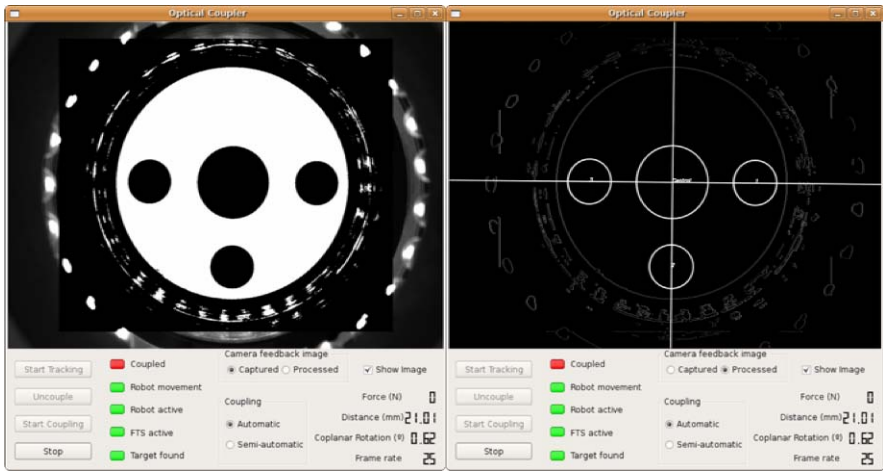 Optical Coupler
Start Tracking
Uncouple
Start Coupling
Stop
Coupled
Robot movement
Robot active
FTS active
Target found
Camera feedback image
Captured Processed
Show Image
Coupling
Automatic
Semi-automatic
Force (N) 0
Distance (mm) 21.01
Coplanar Rotation (º) 0.62
Frame rate 25
Optical Coupler
3 Central 1
2
Start Tracking
Uncouple
Start Coupling
Stop
Coupled
Robot movement
Robot active
FTS active
Target found
Camera feedback image
Captured Processed
Show Image
Coupling
Automatic
Semi-automatic
Force (N) 0
Distance (mm) 21.01
Coplanar Rotation (º) 0.62
Frame rate 25